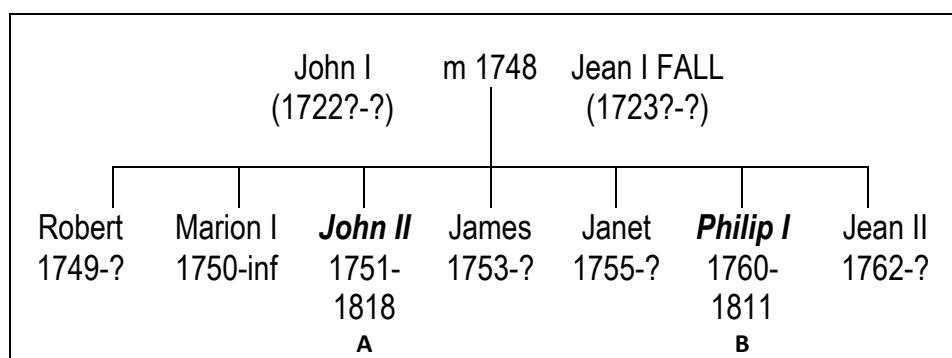 John I m 1748 Jean I FALL
(1722?-?) (1723?-?)
Robert Marion I John II James Janet Philip I Jean II
1749-? 1750-inf 1751- 1753-? 1755-? 1760- 1762-?
1818 1811
A B